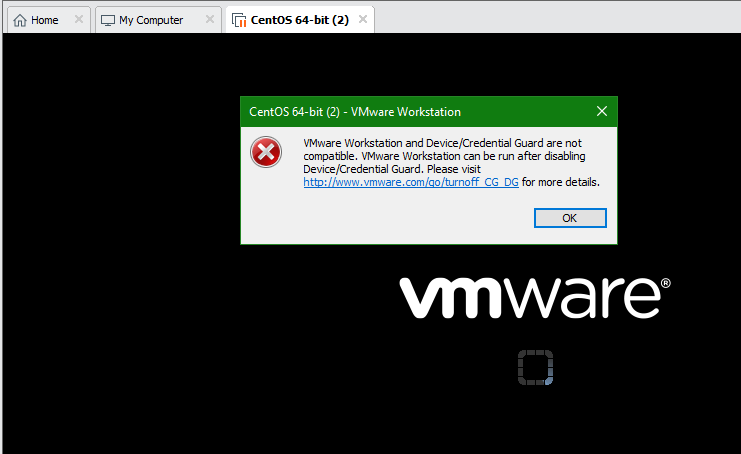 Home
My Computer
CentOS 64-bit (2)
CentOS 64-bit (2) - VMware Workstation
VMware Workstation and Device/Credential Guard are not
compatible. VMware Workstation can be run after disabling
Device/Credential Guard. Please visit
http://www.vmware.com/go/turnoff_CG_DG for more details.
OK
vmware®